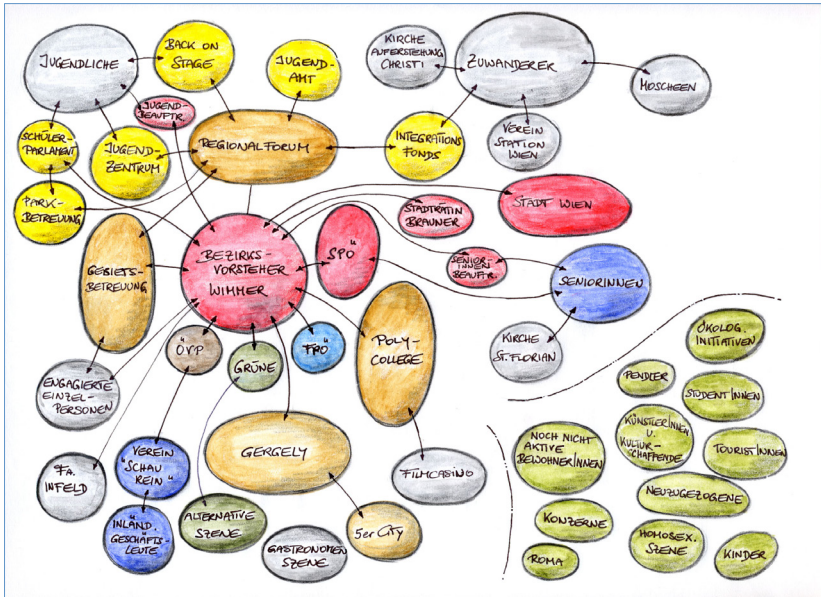 JUGENDLICHE
BACK ON
STAGE
JUGEND-
AMT
KIRCHE
AUFERSTEHUNG
CHRISTI
ZUWANDERER
MOSCHEEN
JUGEND-
BEAUFTR.
SCHÜLER-
PARLAMENT
JUGEND-
ZENTRUM
REGIONALFORUM
INTEGRATIONS
FONDS
VEREIN
STATION
WIEN
PARK-
BETREUUNG
STADTRÄTIN
BRAUNER
STADT WIEN
GEBIETS-
BETREUUNG
BEZIRKS-
VORSTEHER
WIMMER
SPÖ
SENIOR-
INNEN
BEAUFTR.
SENIORINNEN
ÖVP
GRÜNE
FPÖ
POLY-
COLLEGE
KIRCHE
ST. FLORIAN
ENGAGIERTE
EINZEL-
PERSONEN
FA.
INFELD
VEREIN
"SCHAU
REIN"
GERGELY
FILMCASINO
INLÄND.
GESCHÄFTS-
LEUTE
ALTERNATIVE
SZENE
GASTRONOMEN
SZENE
5er CITY
ÖKOLOG.
INITIATIVEN
PENDLER
STUDENT/INNEN
KÜNSTLER/INNEN
U.
KULTUR-
SCHAFFENDE
NOCH NICHT
AKTIVE
BEWOHNER/INNEN
TOURIST/INNEN
NEUZUGEZOGENE
KONZERNE
HOMOSEX.
SZENE
ROMA
KINDER